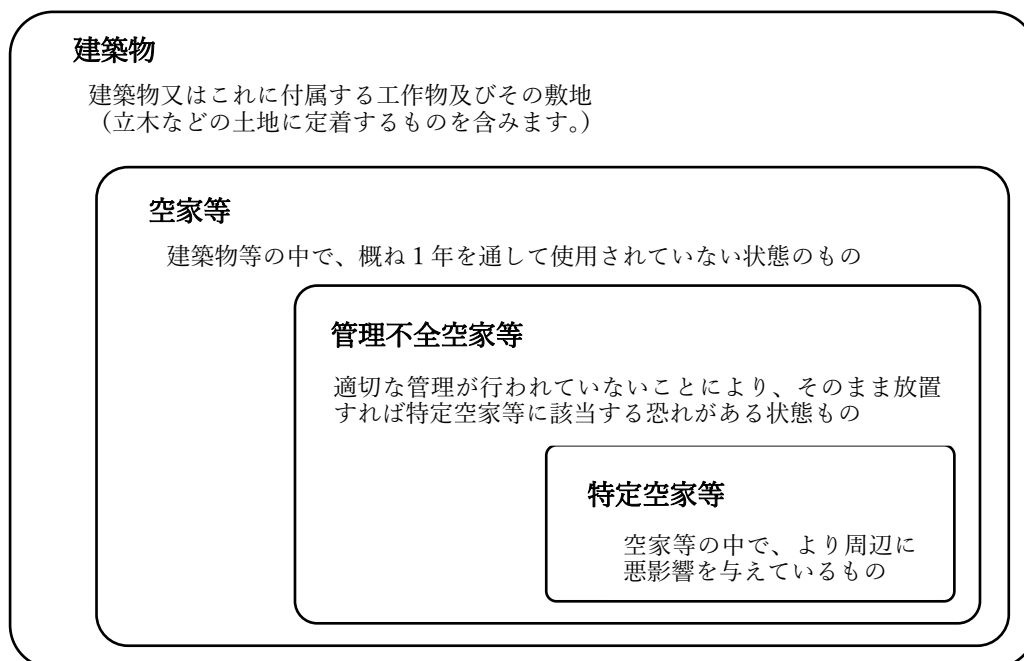 建築物
建築物又はこれに付属する工作物及びその敷地
（立木などの土地に定着するものを含みます。）
空家等
建築物等の中で、概ね１年を通して使用されていない状態のもの
管理不全空家等
適切な管理が行われていないことにより、そのまま放置
すれば特定空家等に該当する恐れがある状態もの
特定空家等
空家等の中で、より周辺に
悪影響を与えているもの